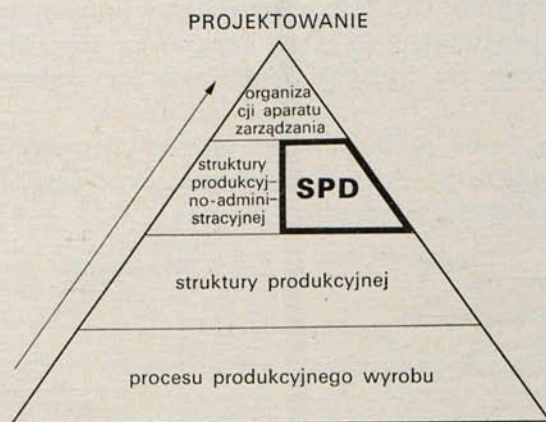 PROJEKTOWANIE
organiza
cji aparatu
zarządzania
struktury
produkcyj-
no-admini-
stracyjnej
SPD
struktury produkcyjnej
procesu produkcyjnego wyrobu